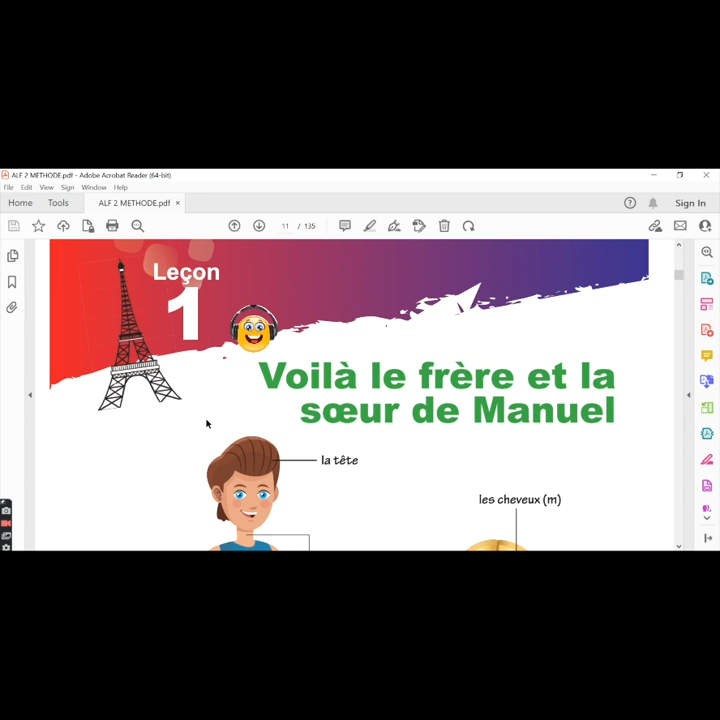 ALF 2 METHODE.pdf - Adobe Acrobat Reader (64-bit)
File Edit View Sign Window Help
Home Tools ALF 2 METHODE.pdf × Sign In
11 / 135
Leçon
1
Voilà le frère et la
sœur de Manuel
la tête
les cheveux (m)